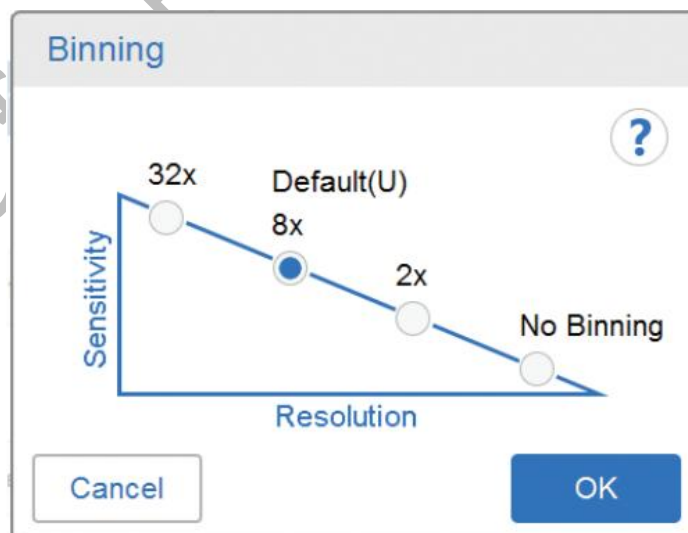 Binning
?
32x
Default(U)
8x
2x
No Binning
Sensitivity
Resolution
Cancel
OK